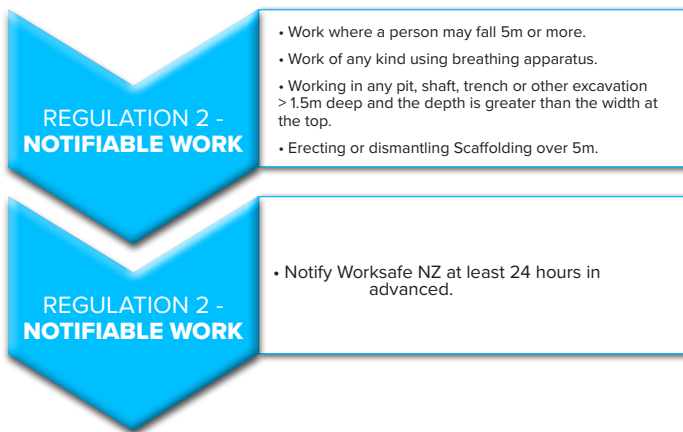 REGULATION 2 -
NOTIFIABLE WORK
• Work where a person may fall 5m or more.
• Work of any kind using breathing apparatus.
• Working in any pit, shaft, trench or other excavation
> 1.5m deep and the depth is greater than the width at
the top.
• Erecting or dismantling Scaffolding over 5m.
REGULATION 2 -
NOTIFIABLE WORK
• Notify Worksafe NZ at least 24 hours in
advanced.